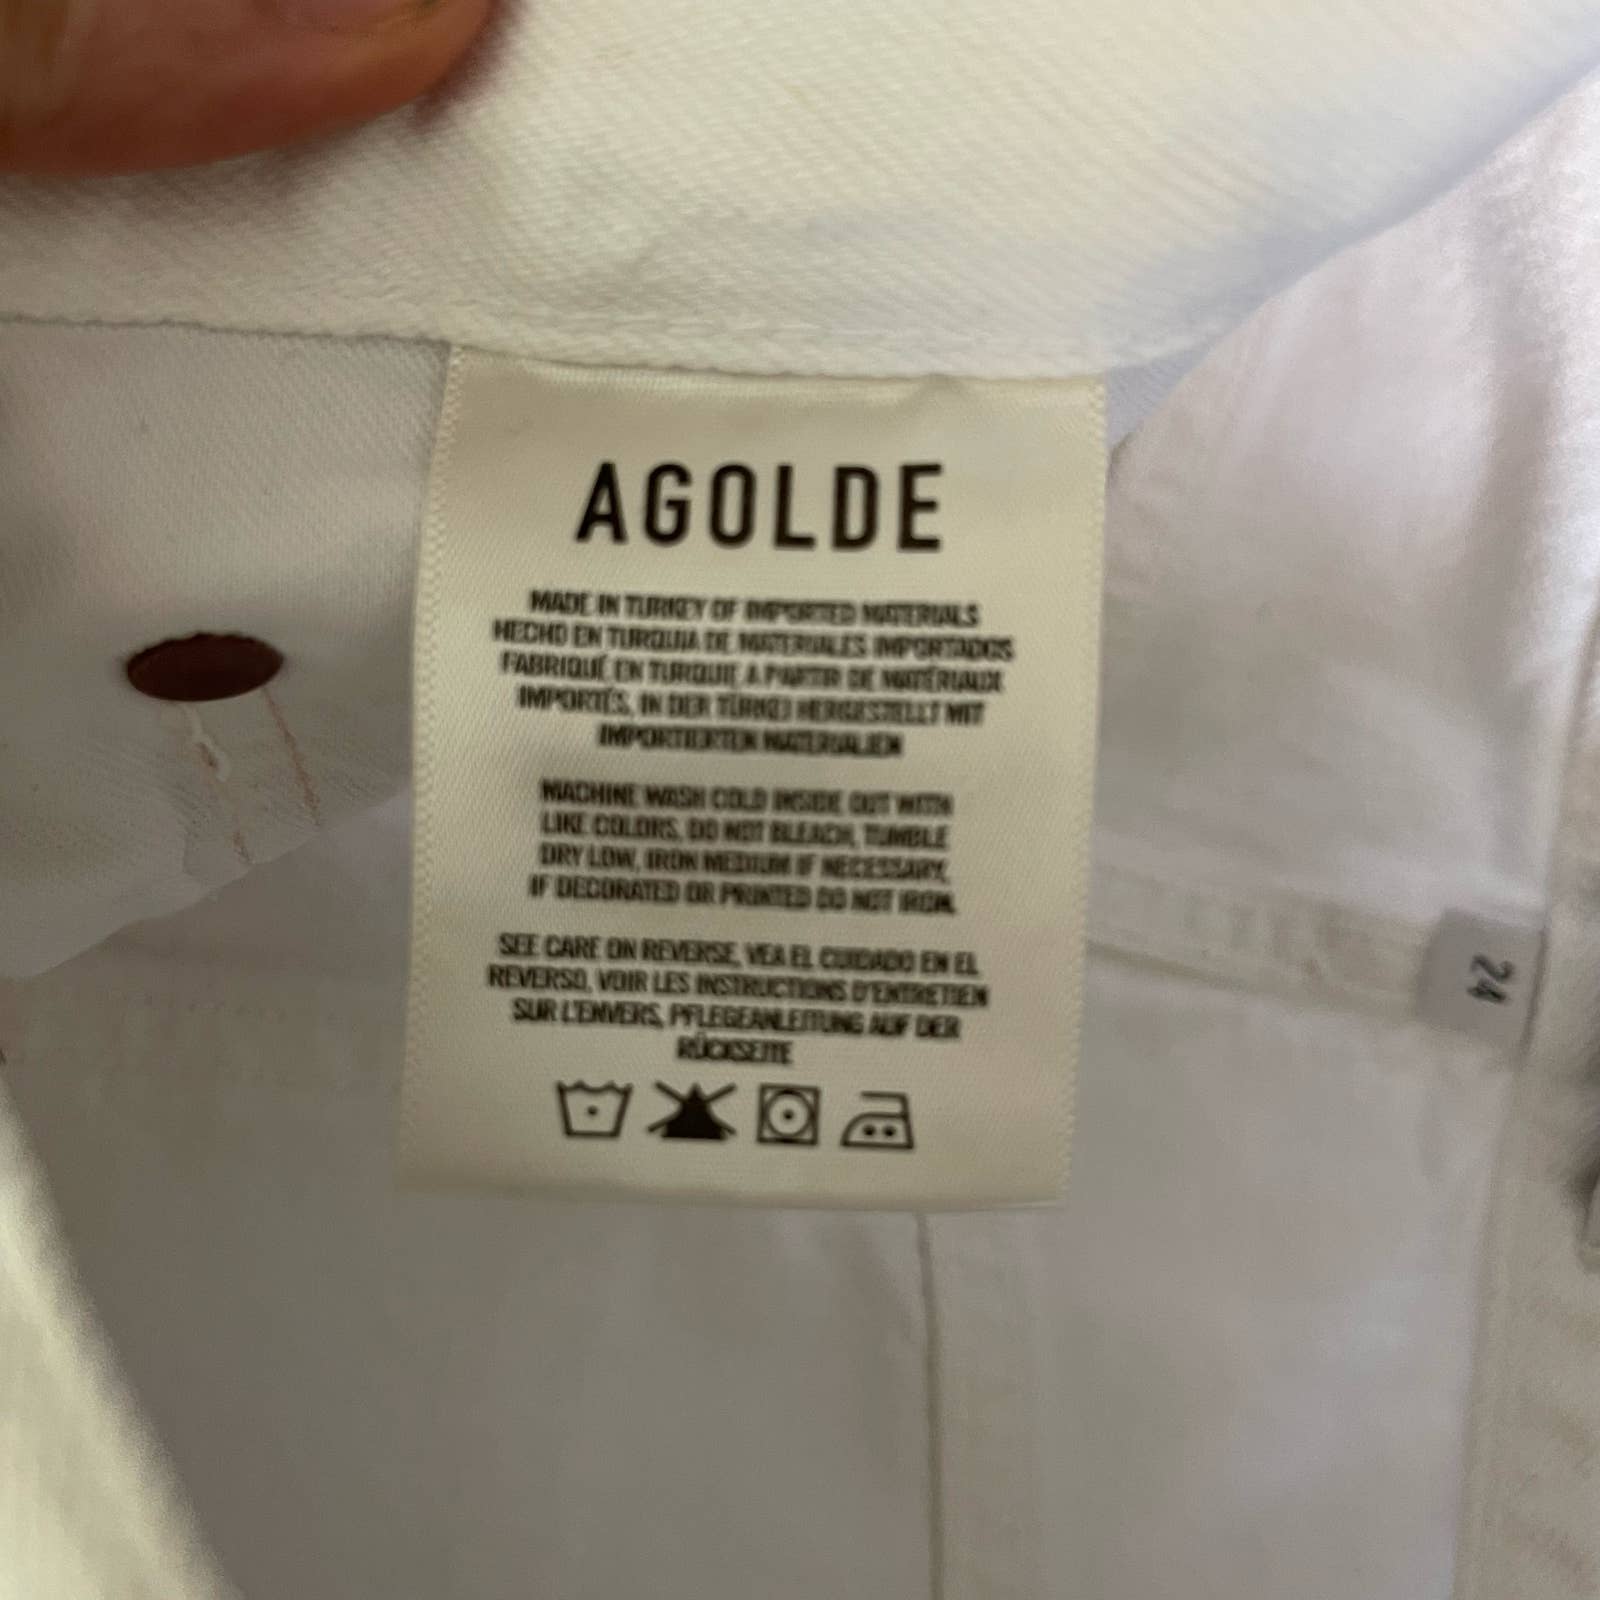 AGOLDE
MADE IN TURKEY OF IMPORTED MATERIALS
HECHO EN TURQUIA DE MATERIALES IMPORTADOS
FABRIQUÉ EN TURQUIE A PARTIR DE MATÉRIAUX
IMPORTÉS, IN DER TÜRKEI HERGESTELLT MIT
IMPORTIERTEN MATERIALIEN
MACHINE WASH COLD INSIDE OUT WITH
LIKE COLORS, DO NOT BLEACH, TUMBLE
DRY LOW, IRON MEDIUM IF NECESSARY,
IF DECORATED OR PRINTED DO NOT IRON.
SEE CARE ON REVERSE, VEA EL CUIDADO EN EL
REVERSO, VOIR LES INSTRUCTIONS D'ENTRETIEN
SUR L'ENVERS, PFLEGEANLEITUNG AUF DER
RÜCKSEITE
24